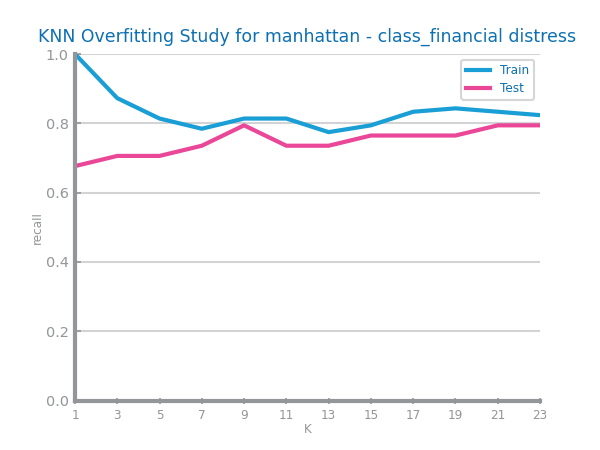 KNN Overfitting Study for manhattan - class_financial distress
1.0
0.8
0.6
0.4
0.2
0.0
recall
Train
Test
1 3 5 7 9 11 13 15 17 19 21 23
K